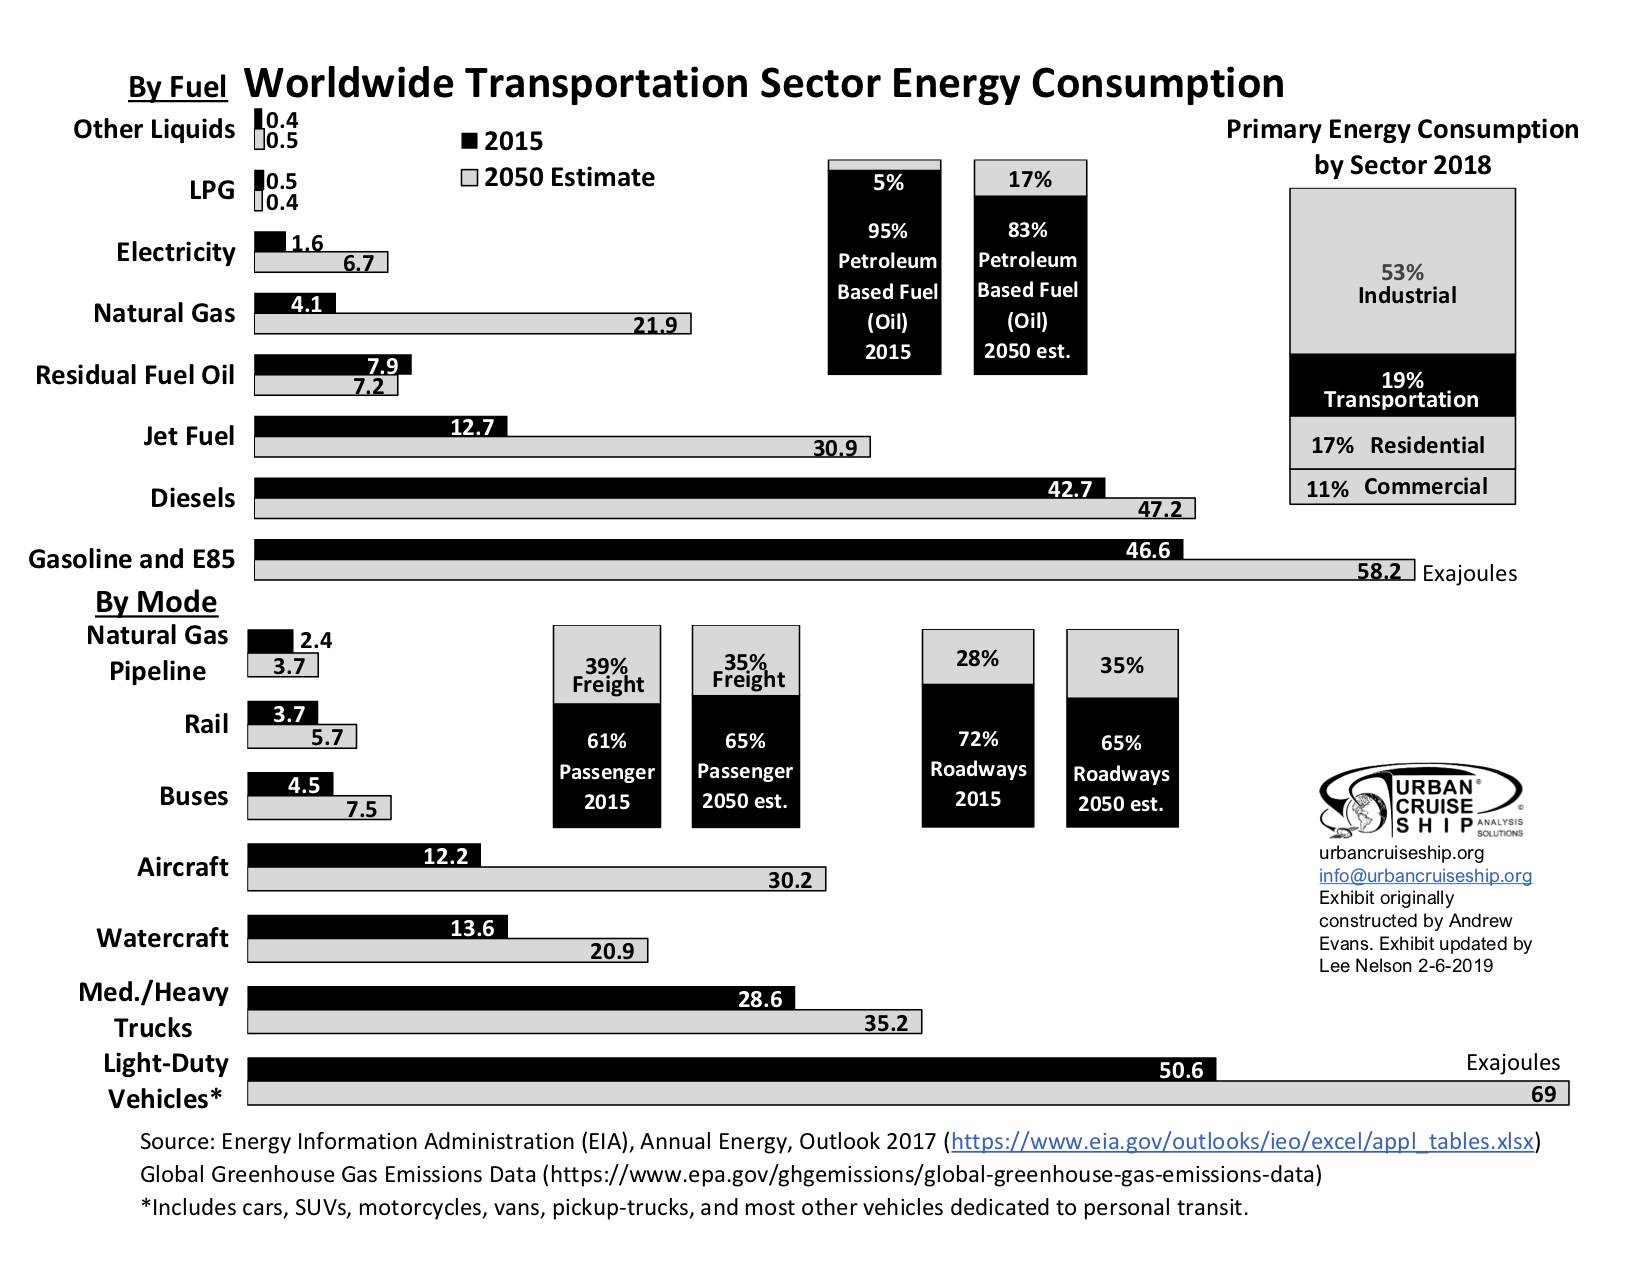 By Fuel Worldwide Transportation Sector Energy Consumption
Other Liquids
0.4
0.5
LPG
0.5
0.4
Electricity
1.6
6.7
Natural Gas
4.1
21.9
Residual Fuel Oil
7.9
7.2
Jet Fuel
12.7
30.9
Diesels
42.7
47.2
Gasoline and E85
46.6
58.2
Exajoules
2015
2050 Estimate
5%
95%
Petroleum
Based Fuel
(Oil)
2015
17%
83%
Petroleum
Based Fuel
(Oil)
2050 est.
Primary Energy Consumption
by Sector 2018
53%
Industrial
19%
Transportation
17% Residential
11% Commercial
By Mode
Natural Gas
Pipeline
2.4
3.7
Rail
3.7
5.7
Buses
4.5
7.5
Aircraft
12.2
30.2
Watercraft
13.6
20.9
Med./Heavy
Trucks
28.6
35.2
Light-Duty
Vehicles*
50.6
69
Exajoules
39%
Freight
61%
Passenger
2015
35%
Freight
65%
Passenger
2050 est.
28%
72%
Roadways
2015
35%
65%
Roadways
2050 est.
URBAN®
CRUISE
SHIP
©
ANALYSIS
SOLUTIONS
urbancruiseship.org
info@urbancruiseship.org
Exhibit originally
constructed by Andrew
Evans. Exhibit updated by
Lee Nelson 2-6-2019
Source: Energy Information Administration (EIA), Annual Energy, Outlook 2017 (https://www.eia.gov/outlooks/ieo/excel/appl_tables.xlsx)
Global Greenhouse Gas Emissions Data (https://www.epa.gov/ghgemissions/global-greenhouse-gas-emissions-data)
*Includes cars, SUVs, motorcycles, vans, pickup-trucks, and most other vehicles dedicated to personal transit.